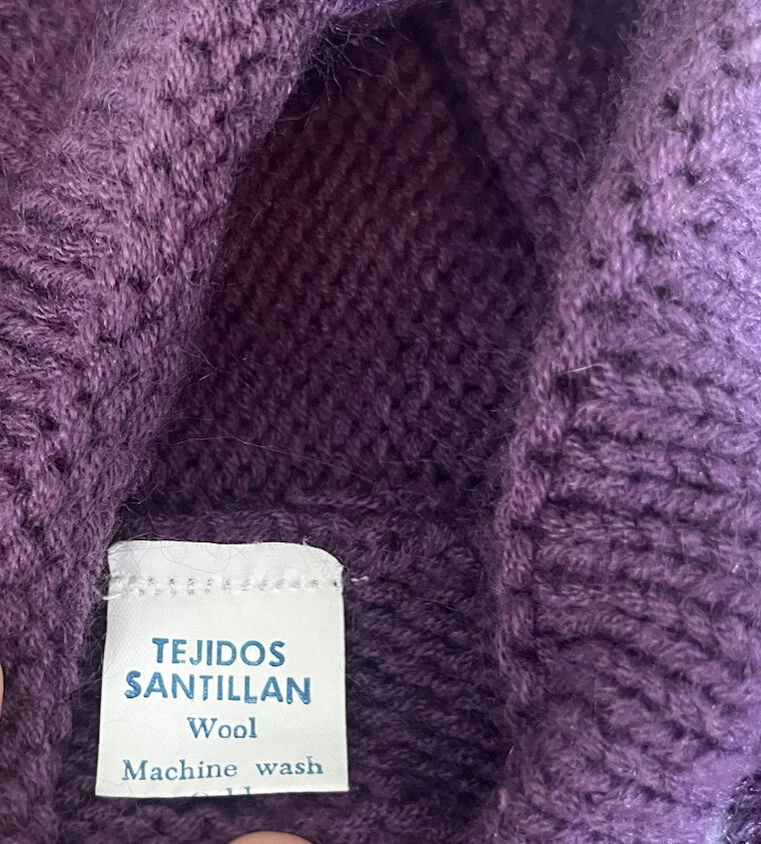 TEJIDOS
SANTILLAN
Wool
Machine wash